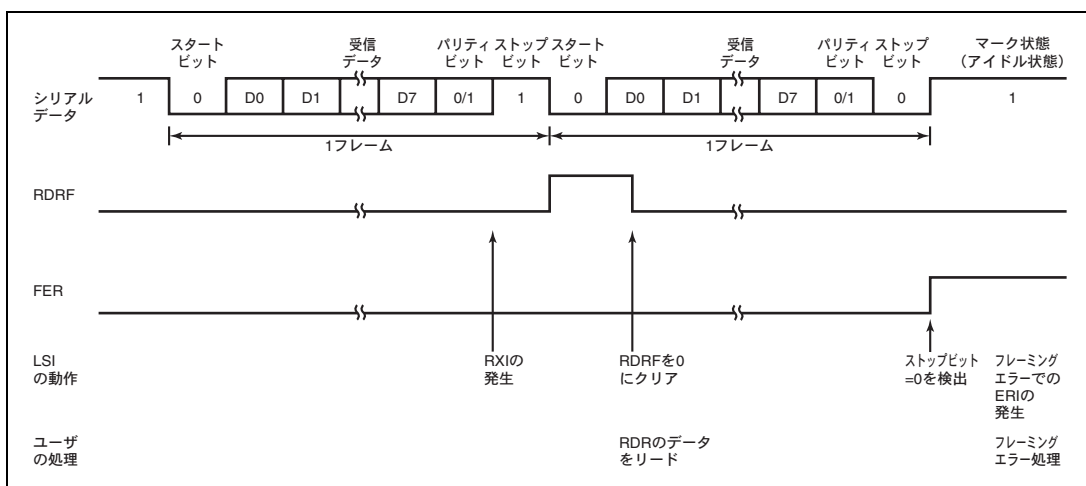 スタート
ビット
受信
データ
パリティ
ビット
ストップ
ビット
スタート
ビット
受信
データ
パリティ
ビット
ストップ
ビット
マーク状態
(アイドル状態)
シリアル
データ
1 0 D0 D1 D7 0/1 1 0 D0 D1 D7 0/1 0 1
1フレーム 1フレーム
RDRF
FER
LSI
の動作
RXIの
発生
RDRFを0
にクリア
ストップビット
=0を検出
フレーミング
エラーでの
ERIの
発生
ユーザ
の処理
RDRのデータ
をリード
フレーミング
エラー処理